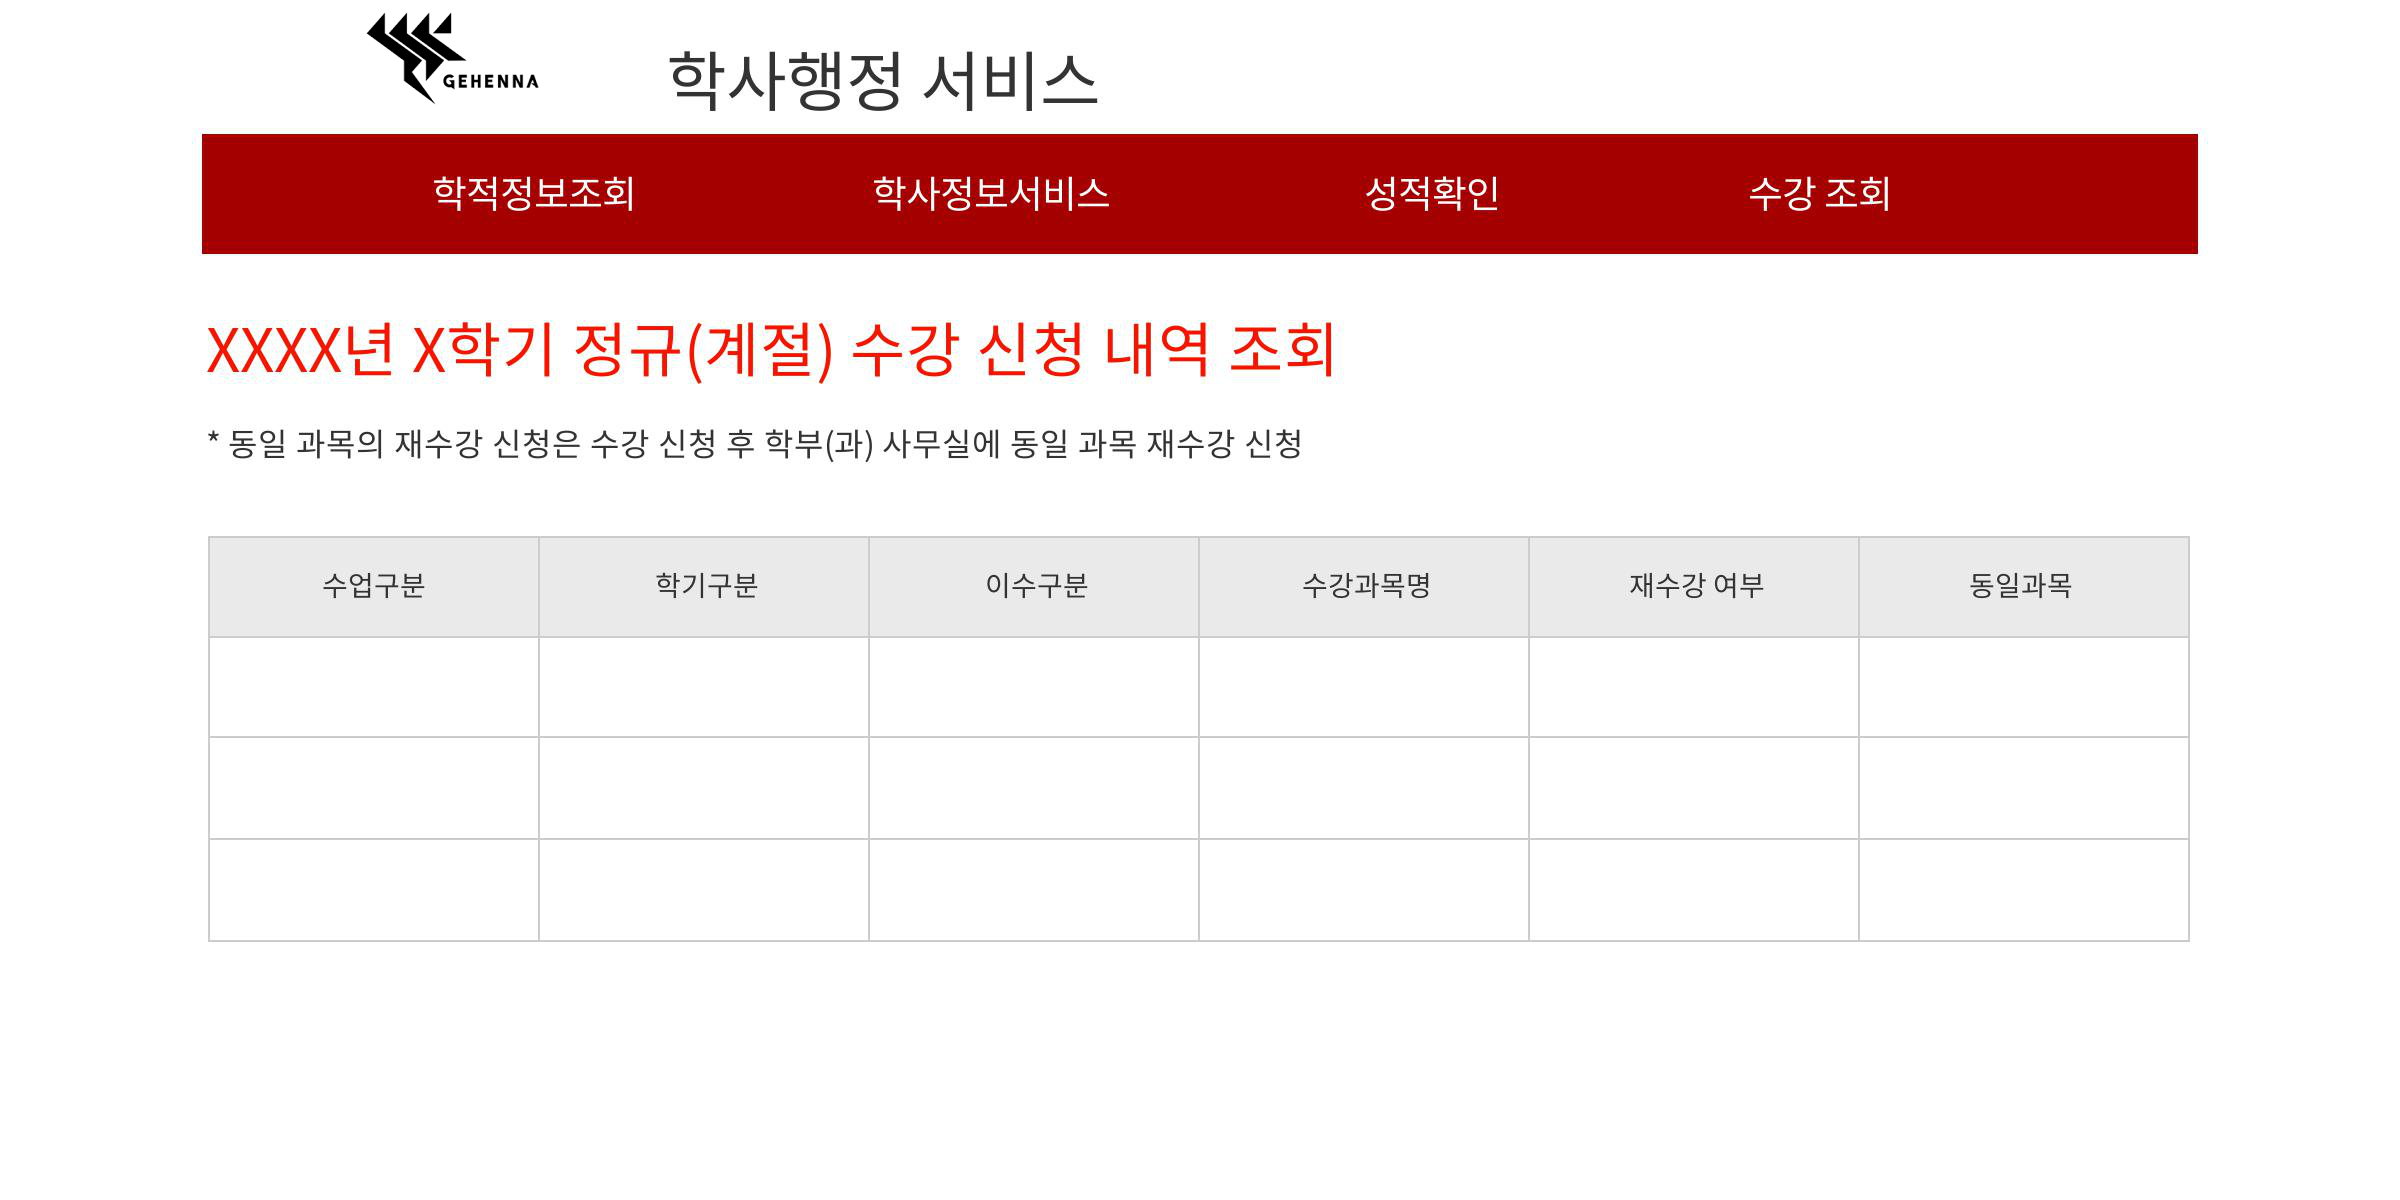 GEHENNA
학사행정 서비스
학적정보조회 학사정보서비스 성적확인 수강 조회
XXXX년 X학기 정규(계절) 수강 신청 내역 조회
* 동일 과목의 재수강 신청은 수강 신청 후 학부(과) 사무실에 동일 과목 재수강 신청
수업구분 학기구분 이수구분 수강과목명 재수강 여부 동일과목